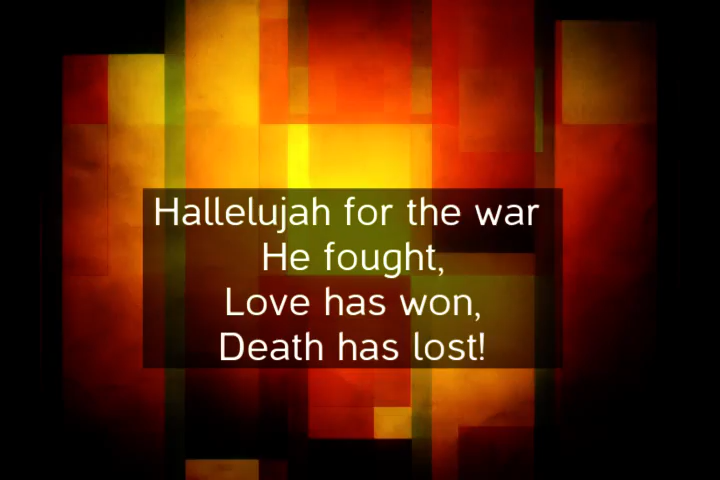 Hallelujah for the war
He fought,
Love has won,
Death has lost!